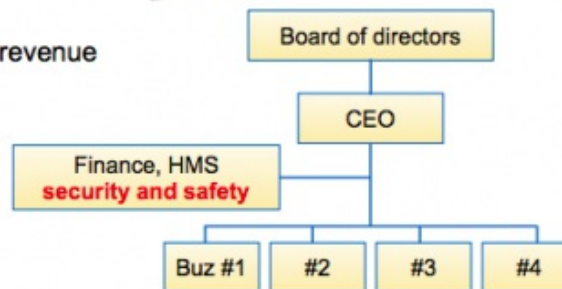 Board of directors
revenue
CEO
Finance, HMS
security and safety
Buz #1
#2
#3
#4